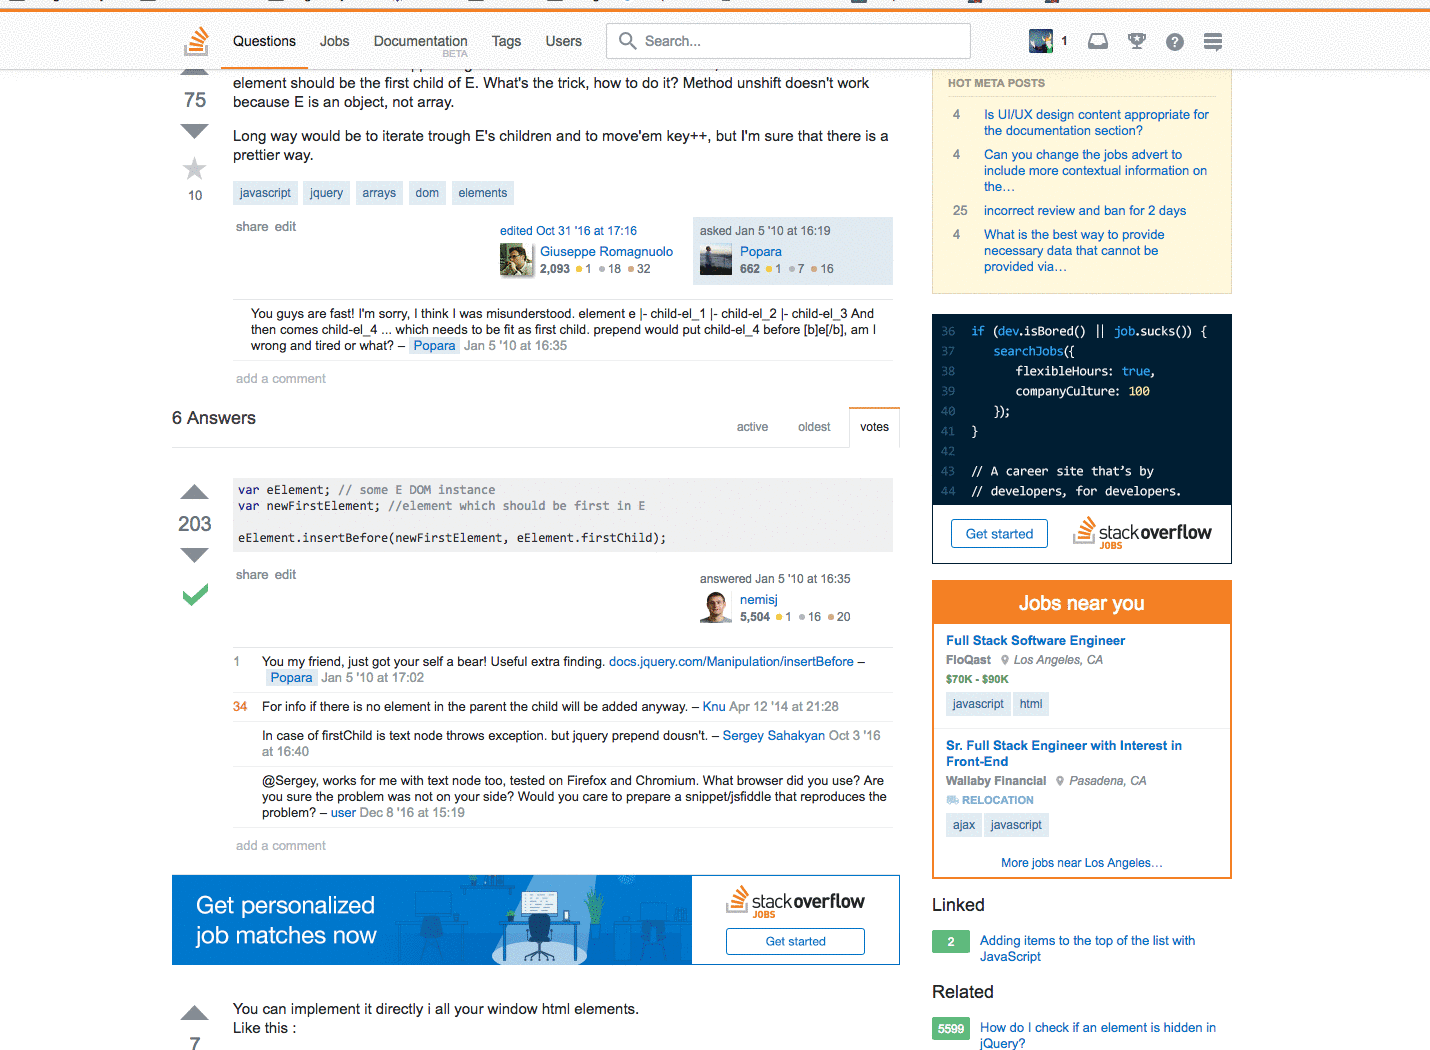 Questions
Jobs
Documentation
BETA
Tags
Users
Search...
1
element should be the first child of E. What's the trick, how to do it? Method unshift doesn't work
because E is an object, not array.
75
Long way would be to iterate trough E's children and to move'em key++, but I'm sure that there is a
prettier way.
10
javascript
jquery
arrays
dom
elements
share edit
edited Oct 31 '16 at 17:16
Giuseppe Romagnuolo
2,093 1 18 32
asked Jan 5 '10 at 16:19
Popara
662 1 7 16
You guys are fast! I'm sorry, I think I was misunderstood. element e |- child-el_1 |- child-el_2 |- child-el_3 And
then comes child-el_4 ... which needs to be fit as first child. prepend would put child-el_4 before [b]e[/b], am I
wrong and tired or what? – Popara Jan 5 '10 at 16:35
add a comment
6 Answers
active
oldest
votes
203
var eElement; // some E DOM instance
var newFirstElement; //element which should be first in E
eElement.insertBefore(newFirstElement, eElement.firstChild);
share edit
answered Jan 5 '10 at 16:35
nemisj
5,504 1 16 20
1 You my friend, just got your self a bear! Useful extra finding. docs.jquery.com/Manipulation/insertBefore –
Popara Jan 5 '10 at 17:02
34 For info if there is no element in the parent the child will be added anyway. – Knu Apr 12 '14 at 21:28
In case of firstChild is text node throws exception. but jquery prepend dousn't. – Sergey Sahakyan Oct 3 '16
at 16:40
@Sergey, works for me with text node too, tested on Firefox and Chromium. What browser did you use? Are
you sure the problem was not on your side? Would you care to prepare a snippet/jsfiddle that reproduces the
problem? – user Dec 8 '16 at 15:19
add a comment
Get personalized
job matches now
stackoverflow
JOBS
Get started
You can implement it directly i all your window html elements.
Like this :
7
HOT META POSTS
4 Is UI/UX design content appropriate for
the documentation section?
4 Can you change the jobs advert to
include more contextual information on
the…
25 incorrect review and ban for 2 days
4 What is the best way to provide
necessary data that cannot be
provided via…
36 if (dev.isBored() || job.sucks()) {
37 searchJobs({
38 flexibleHours: true,
39 companyCulture: 100
40 });
41 }
42
43 // A career site that's by
44 // developers, for developers.
Get started
stackoverflow
JOBS
Jobs near you
Full Stack Software Engineer
FloQast Los Angeles, CA
$70K - $90K
javascript
html
Sr. Full Stack Engineer with Interest in
Front-End
Wallaby Financial Pasadena, CA
RELOCATION
ajax
javascript
More jobs near Los Angeles…
Linked
2 Adding items to the top of the list with
JavaScript
Related
5599 How do I check if an element is hidden in
jQuery?